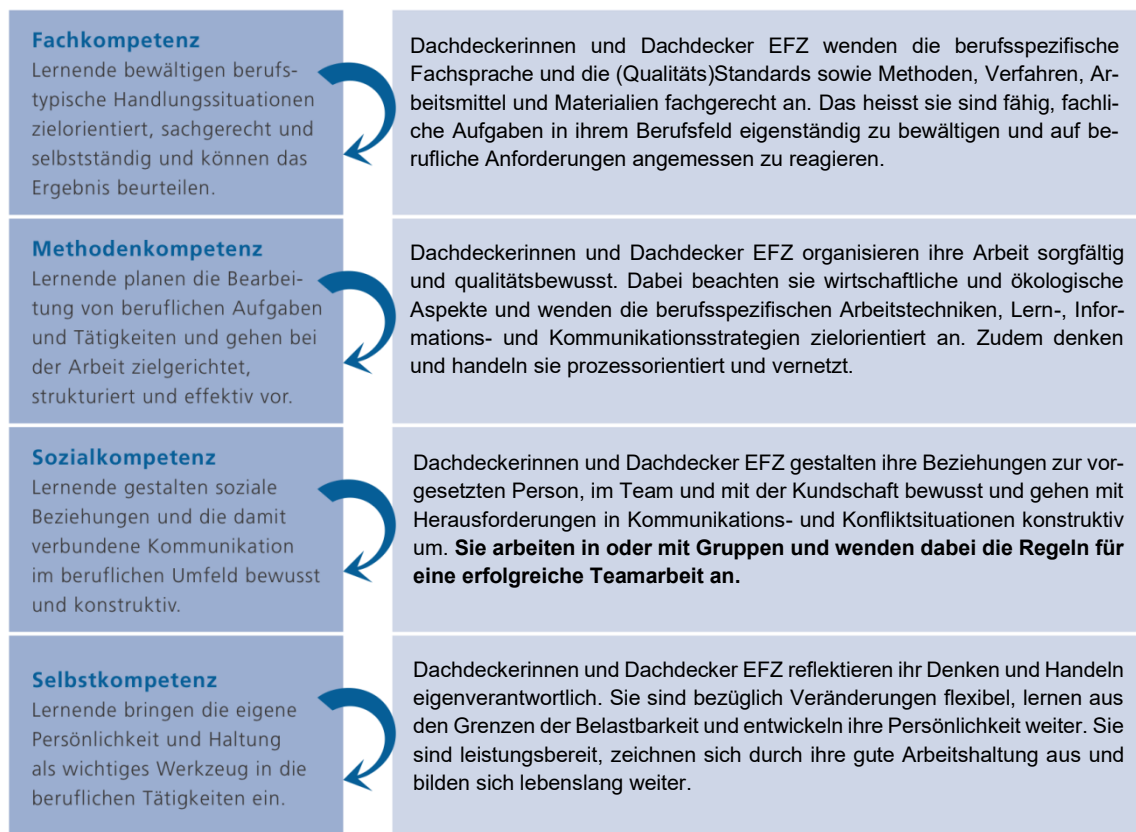 Fachkompetenz
Lernende bewältigen berufs-
typische Handlungssituationen
zielorientiert, sachgerecht und
selbstständig und können das
Ergebnis beurteilen.
Dachdeckerinnen und Dachdecker EFZ wenden die berufsspezifische
Fachsprache und die (Qualitäts)Standards sowie Methoden, Verfahren, Ar-
beitsmittel und Materialien fachgerecht an. Das heisst sie sind fähig, fachli-
che Aufgaben in ihrem Berufsfeld eigenständig zu bewältigen und auf be-
rufliche Anforderungen angemessen zu reagieren.
Methodenkompetenz
Lernende planen die Bearbei-
tung von beruflichen Aufgaben
und Tätigkeiten und gehen bei
der Arbeit zielgerichtet,
strukturiert und effektiv vor.
Dachdeckerinnen und Dachdecker EFZ organisieren ihre Arbeit sorgfältig
und qualitätsbewusst. Dabei beachten sie wirtschaftliche und ökologische
Aspekte und wenden die berufsspezifischen Arbeitstechniken, Lern-, Infor-
mations- und Kommunikationsstrategien zielorientiert an. Zudem denken
und handeln sie prozessorientiert und vernetzt.
Sozialkompetenz
Lernende gestalten soziale
Beziehungen und die damit
verbundene Kommunikation
im beruflichen Umfeld bewusst
und konstruktiv.
Dachdeckerinnen und Dachdecker EFZ gestalten ihre Beziehungen zur vor-
gesetzten Person, im Team und mit der Kundschaft bewusst und gehen mit
Herausforderungen in Kommunikations- und Konfliktsituationen konstruktiv
um. Sie arbeiten in oder mit Gruppen und wenden dabei die Regeln für
eine erfolgreiche Teamarbeit an.
Selbstkompetenz
Lernende bringen die eigene
Persönlichkeit und Haltung
als wichtiges Werkzeug in die
beruflichen Tätigkeiten ein.
Dachdeckerinnen und Dachdecker EFZ reflektieren ihr Denken und Handeln
eigenverantwortlich. Sie sind bezüglich Veränderungen flexibel, lernen aus
den Grenzen der Belastbarkeit und entwickeln ihre Persönlichkeit weiter. Sie
sind leistungsbereit, zeichnen sich durch ihre gute Arbeitshaltung aus und
bilden sich lebenslang weiter.